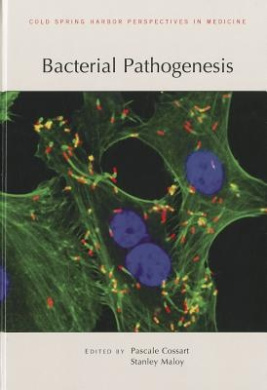 COLD SPRING HARBOR PERSPECTIVES IN MEDICINE
Bacterial Pathogenesis
EDITED BY Pascale Cossart
Stanley Maloy